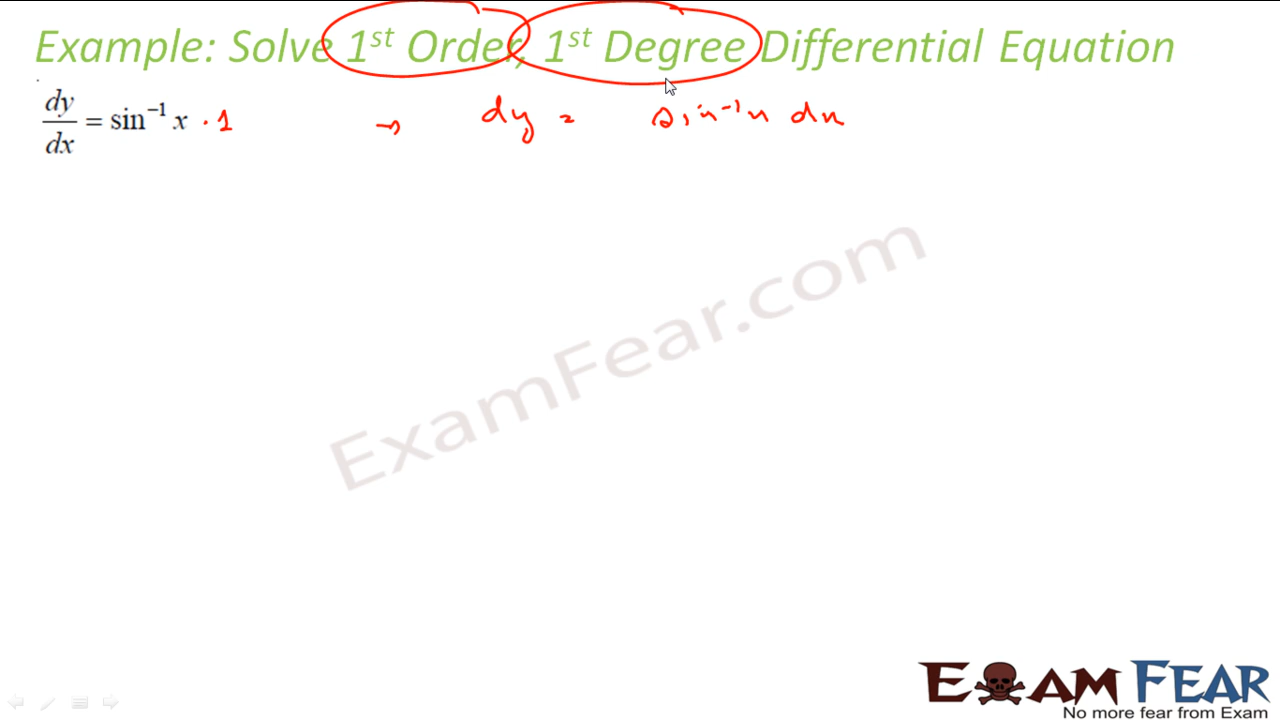 Example: Solve 1st Order, 1st Degree Differential Equation
dy/dx = sin⁻¹ x · 1 → dy = sin⁻¹x dx
ExamFear.com
EXAM FEAR
No more fear from Exam